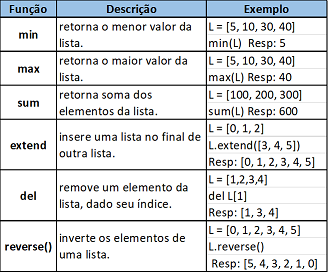 Função Descrição Exemplo
min
retorna o menor valor da
lista.
L = [5, 10, 30, 40]
min(L) Resp: 5
max
retorna o maior valor da
lista.
L = [5, 10, 30, 40]
max(L) Resp: 40
sum
retorna soma dos
elementos da lista.
L = [100, 200, 300]
sum(L) Resp: 600
extend
insere uma lista no final de
outra lista.
L = [0, 1, 2]
L.extend([3, 4, 5])
Resp: [0, 1, 2, 3, 4, 5]
del
remove um elemento da
lista, dado seu índice.
L = [1,2,3,4]
del L[1]
Resp: [1, 3, 4]
reverse()
inverte os elementos de
uma lista.
L = [0, 1, 2, 3, 4, 5]
L.reverse()
Resp: [5, 4, 3, 2, 1, 0]